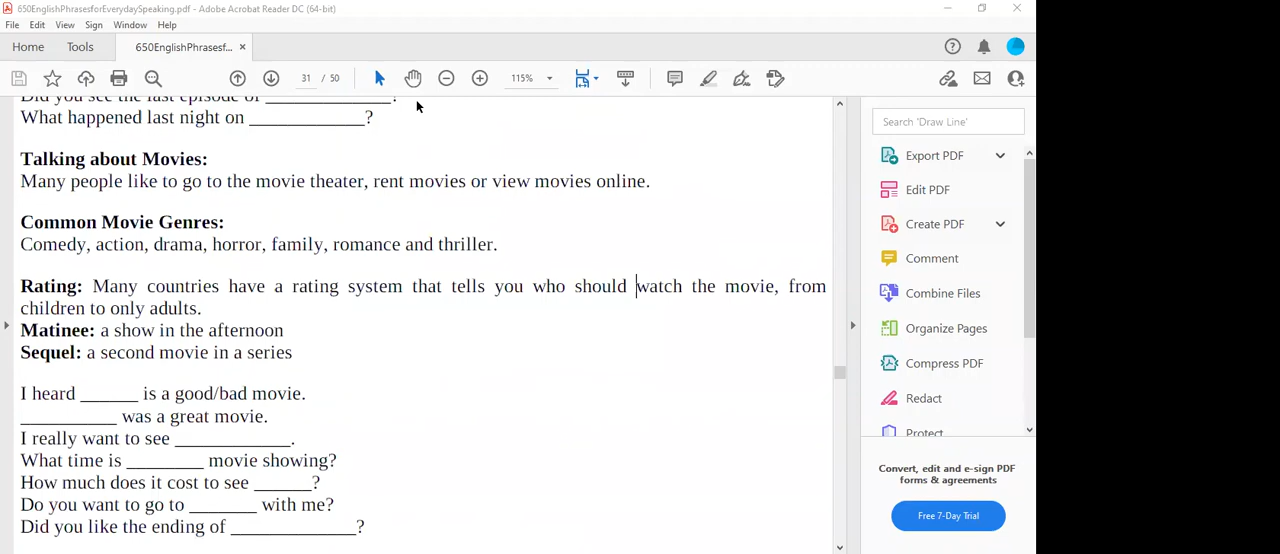 650EnglishPhrasesforEverydaySpeaking.pdf - Adobe Acrobat Reader DC (64-bit)
File Edit View Sign Window Help
Home Tools 650EnglishPhrasesf... ×
31 / 50 115%
Did you see the last episode of ______________?
What happened last night on _____________?
Talking about Movies:
Many people like to go to the movie theater, rent movies or view movies online.
Common Movie Genres:
Comedy, action, drama, horror, family, romance and thriller.
Rating: Many countries have a rating system that tells you who should watch the movie, from
children to only adults.
Matinee: a show in the afternoon
Sequel: a second movie in a series
I heard ______ is a good/bad movie.
__________ was a great movie.
I really want to see ____________.
What time is ________ movie showing?
How much does it cost to see ______?
Do you want to go to _______ with me?
Did you like the ending of _____________?
Search 'Draw Line'
Export PDF
Edit PDF
Create PDF
Comment
Combine Files
Organize Pages
Compress PDF
Redact
Protect
Convert, edit and e-sign PDF
forms & agreements
Free 7-Day Trial